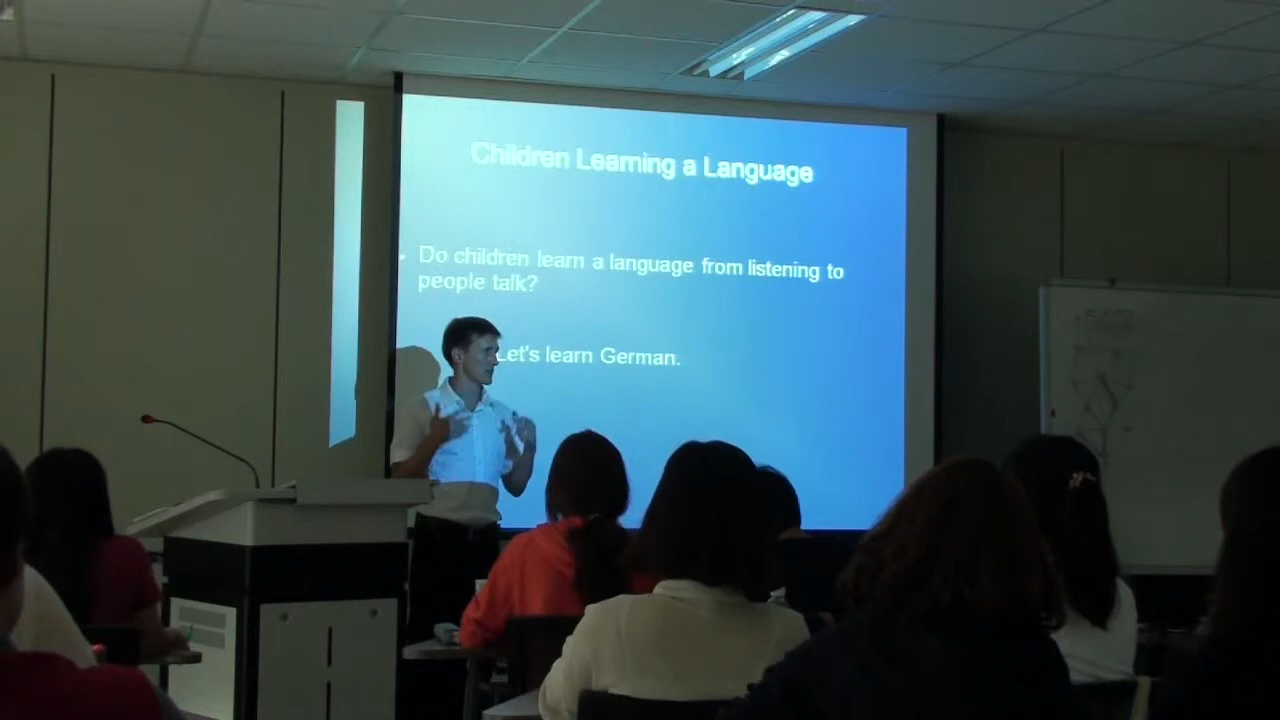 Children Learning a Language
• Do children learn a language from listening to
people talk?
Let's learn German.